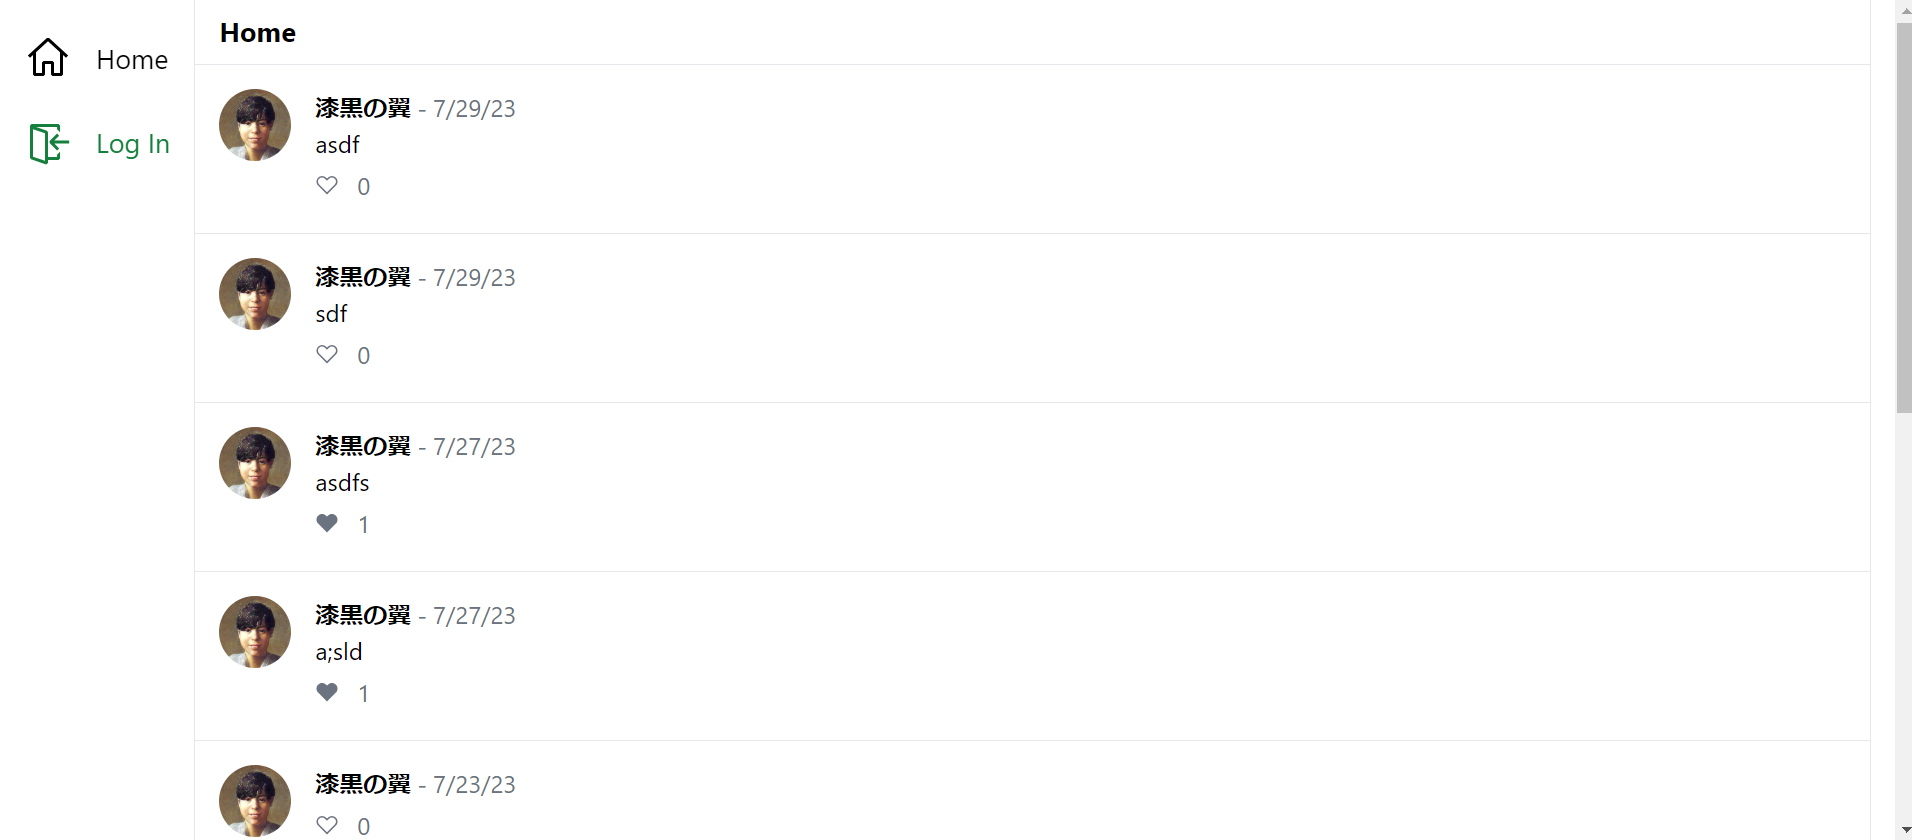 Home
Log In
Home
漆黒の翼 - 7/29/23
asdf
0
漆黒の翼 - 7/29/23
sdf
0
漆黒の翼 - 7/27/23
asdfs
1
漆黒の翼 - 7/27/23
a;sld
1
漆黒の翼 - 7/23/23
0